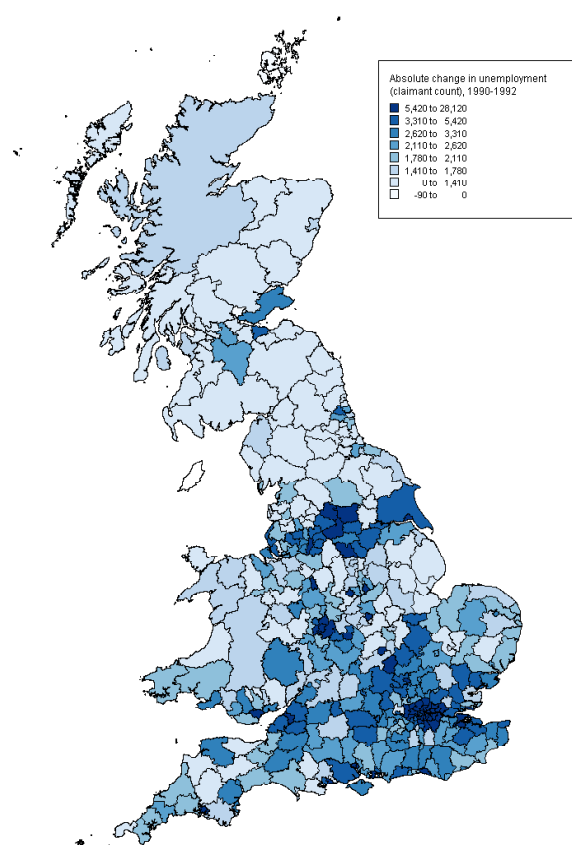 Absolute change in unemployment
(claimant count), 1990-1992
5,420 to 28,120
3,310 to 5,420
2,620 to 3,310
2,110 to 2,620
1,780 to 2,110
1,410 to 1,780
0 to 1,410
-90 to 0